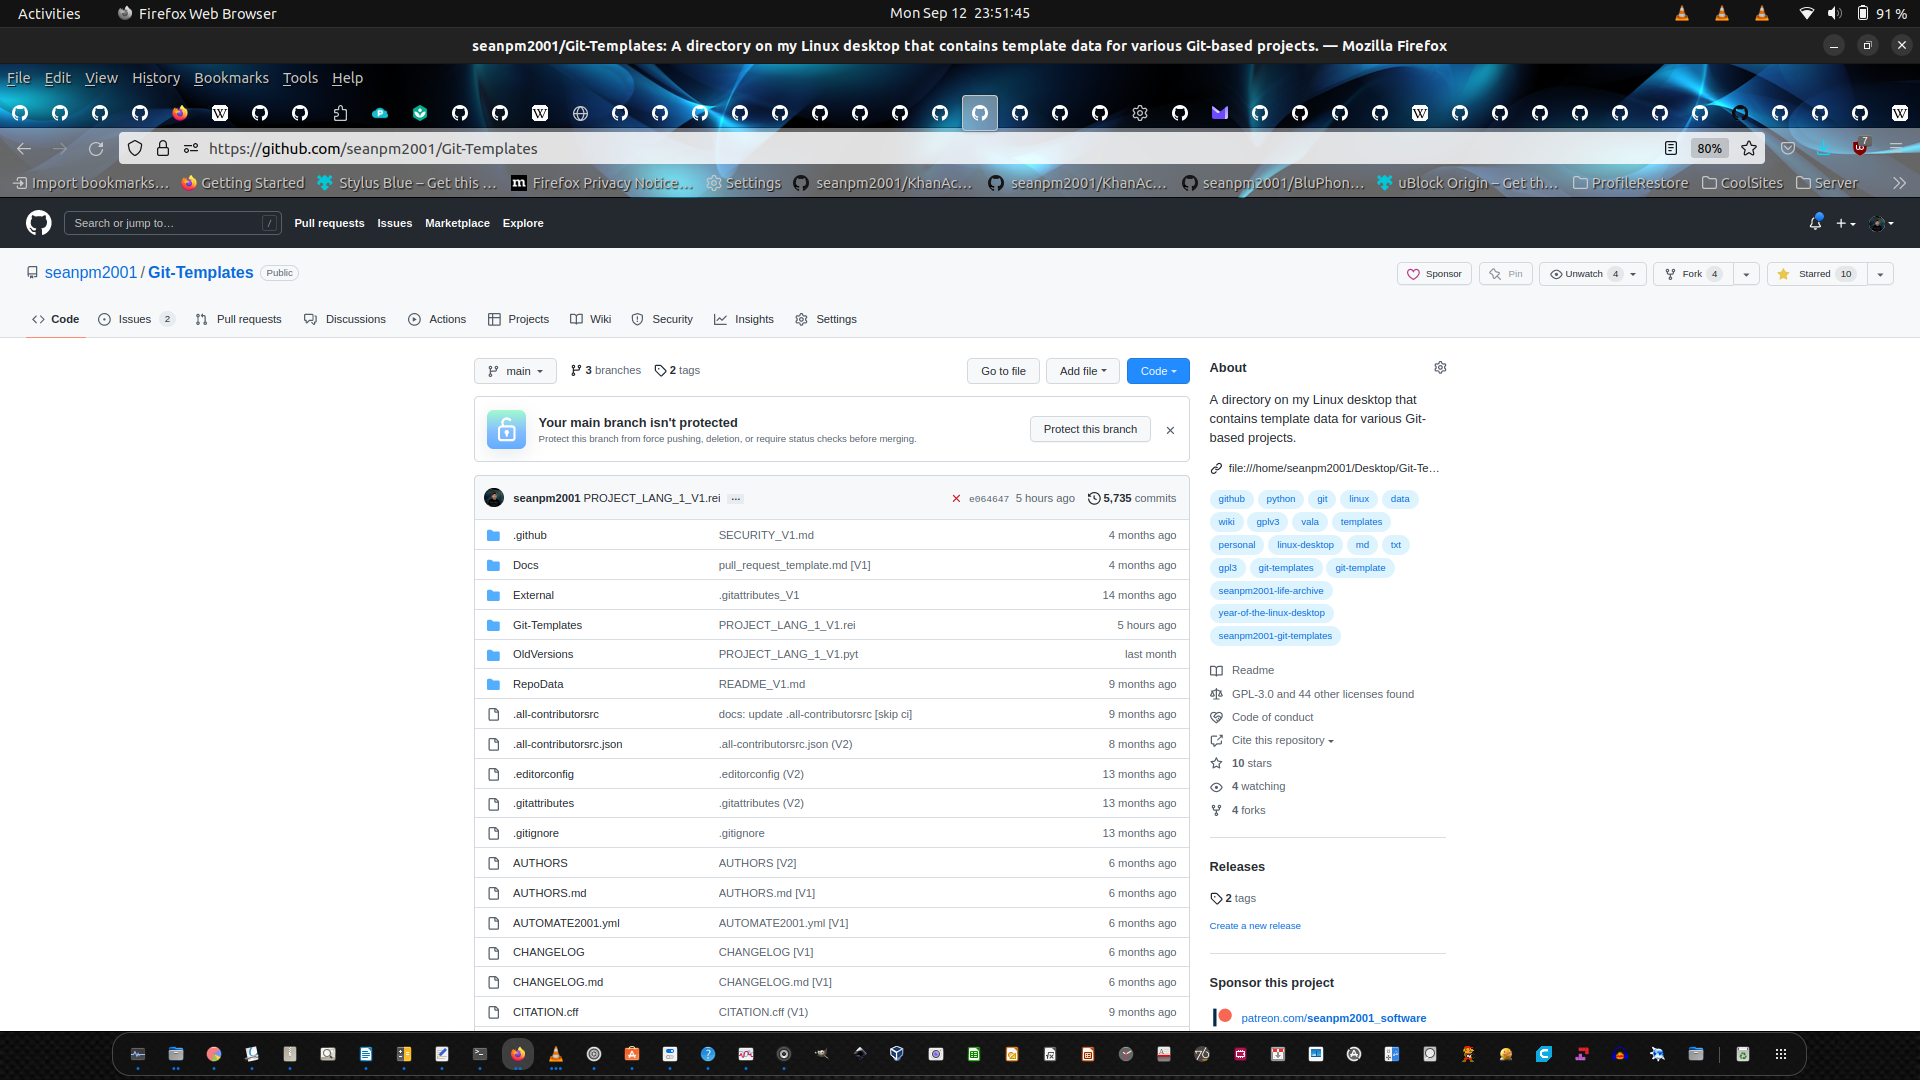 Activities
Firefox Web Browser
Mon Sep 12 23:51:45
91 %
seanpm2001/Git-Templates: A directory on my Linux desktop that contains template data for various Git-based projects. — Mozilla Firefox
File Edit View History Bookmarks Tools Help
https://github.com/seanpm2001/Git-Templates
80%
7
Import bookmarks…
Getting Started
Stylus Blue – Get this …
Firefox Privacy Notice…
Settings
seanpm2001/KhanAc…
seanpm2001/KhanAc…
seanpm2001/BluPhon…
uBlock Origin – Get th…
ProfileRestore
CoolSites
Server
Search or jump to… /
Pull requests Issues Marketplace Explore
seanpm2001 / Git-Templates Public
Sponsor
Pin
Unwatch 4
Fork 4
Starred 10
Code
Issues 2
Pull requests
Discussions
Actions
Projects
Wiki
Security
Insights
Settings
main
3 branches
2 tags
Go to file
Add file
Code
Your main branch isn't protected
Protect this branch from force pushing, deletion, or require status checks before merging.
Protect this branch
seanpm2001 PROJECT_LANG_1_V1.rei …
e064647 5 hours ago
5,735 commits
.github SECURITY_V1.md 4 months ago
Docs pull_request_template.md [V1] 4 months ago
External .gitattributes_V1 14 months ago
Git-Templates PROJECT_LANG_1_V1.rei 5 hours ago
OldVersions PROJECT_LANG_1_V1.pyt last month
RepoData README_V1.md 9 months ago
.all-contributorsrc docs: update .all-contributorsrc [skip ci] 9 months ago
.all-contributorsrc.json .all-contributorsrc.json (V2) 8 months ago
.editorconfig .editorconfig (V2) 13 months ago
.gitattributes .gitattributes (V2) 13 months ago
.gitignore .gitignore 13 months ago
AUTHORS AUTHORS [V2] 6 months ago
AUTHORS.md AUTHORS.md [V1] 6 months ago
AUTOMATE2001.yml AUTOMATE2001.yml [V1] 6 months ago
CHANGELOG CHANGELOG [V1] 6 months ago
CHANGELOG.md CHANGELOG.md [V1] 6 months ago
CITATION.cff CITATION.cff (V1) 9 months ago
About
A directory on my Linux desktop that
contains template data for various Git-
based projects.
file:///home/seanpm2001/Desktop/Git-Te…
github python git linux data
wiki gplv3 vala templates
personal linux-desktop md txt
gpl3 git-templates git-template
seanpm2001-life-archive
year-of-the-linux-desktop
seanpm2001-git-templates
Readme
GPL-3.0 and 44 other licenses found
Code of conduct
Cite this repository
10 stars
4 watching
4 forks
Releases
2 tags
Create a new release
Sponsor this project
patreon.com/seanpm2001_software